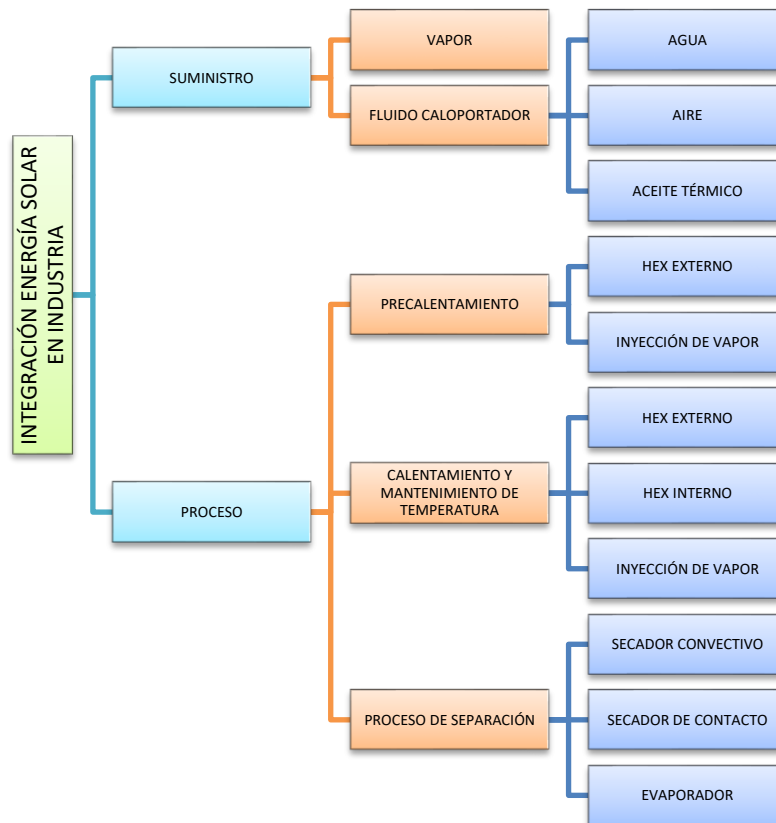 INTEGRACIÓN ENERGÍA SOLAR
EN INDUSTRIA
SUMINISTRO
VAPOR
FLUIDO CALOPORTADOR
AGUA
AIRE
ACEITE TÉRMICO
PROCESO
PRECALENTAMIENTO
HEX EXTERNO
INYECCIÓN DE VAPOR
CALENTAMIENTO Y
MANTENIMIENTO DE
TEMPERATURA
HEX EXTERNO
HEX INTERNO
INYECCIÓN DE VAPOR
PROCESO DE SEPARACIÓN
SECADOR CONVECTIVO
SECADOR DE CONTACTO
EVAPORADOR